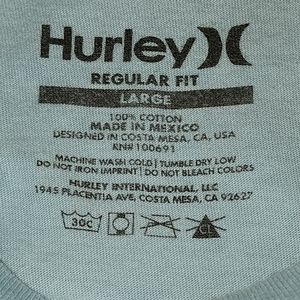 Hurley
REGULAR FIT
LARGE
100% COTTON
MADE IN MEXICO
DESIGNED IN COSTA MESA, CA, USA
RN#100691
MACHINE WASH COLD | TUMBLE DRY LOW
DO NOT IRON IMPRINT | DO NOT BLEACH COLORS
HURLEY INTERNATIONAL, LLC
1945 PLACENTIA AVE, COSTA MESA, CA 92627
30C
CL